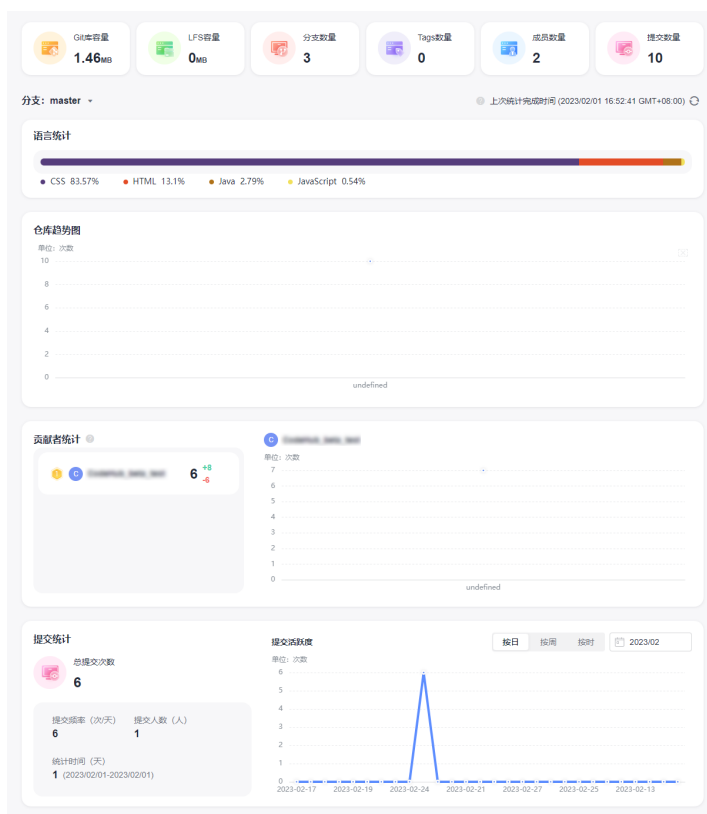 Git库容量
1.46MB
LFS容量
0MB
分支数量
3
Tags数量
0
成员数量
2
提交数量
10
分支: master
上次统计完成时间 (2023/02/01 16:52:41 GMT+08:00)
语言统计
CSS 83.57% HTML 13.1% Java 2.79% JavaScript 0.54%
仓库趋势图
单位: 次数
10
8
6
4
2
0
undefined
贡献者统计
C
6 +8
-6
C
单位: 次数
7
6
5
4
3
2
1
0
undefined
提交统计
总提交次数
6
提交频率（次/天） 提交人数（人）
6 1
统计时间（天）
1 (2023/02/01-2023/02/01)
提交活跃度
按日 按周 按时 2023/02
单位: 次数
6
5
4
3
2
1
0
2023-02-17 2023-02-19 2023-02-24 2023-02-21 2023-02-27 2023-02-25 2023-02-13